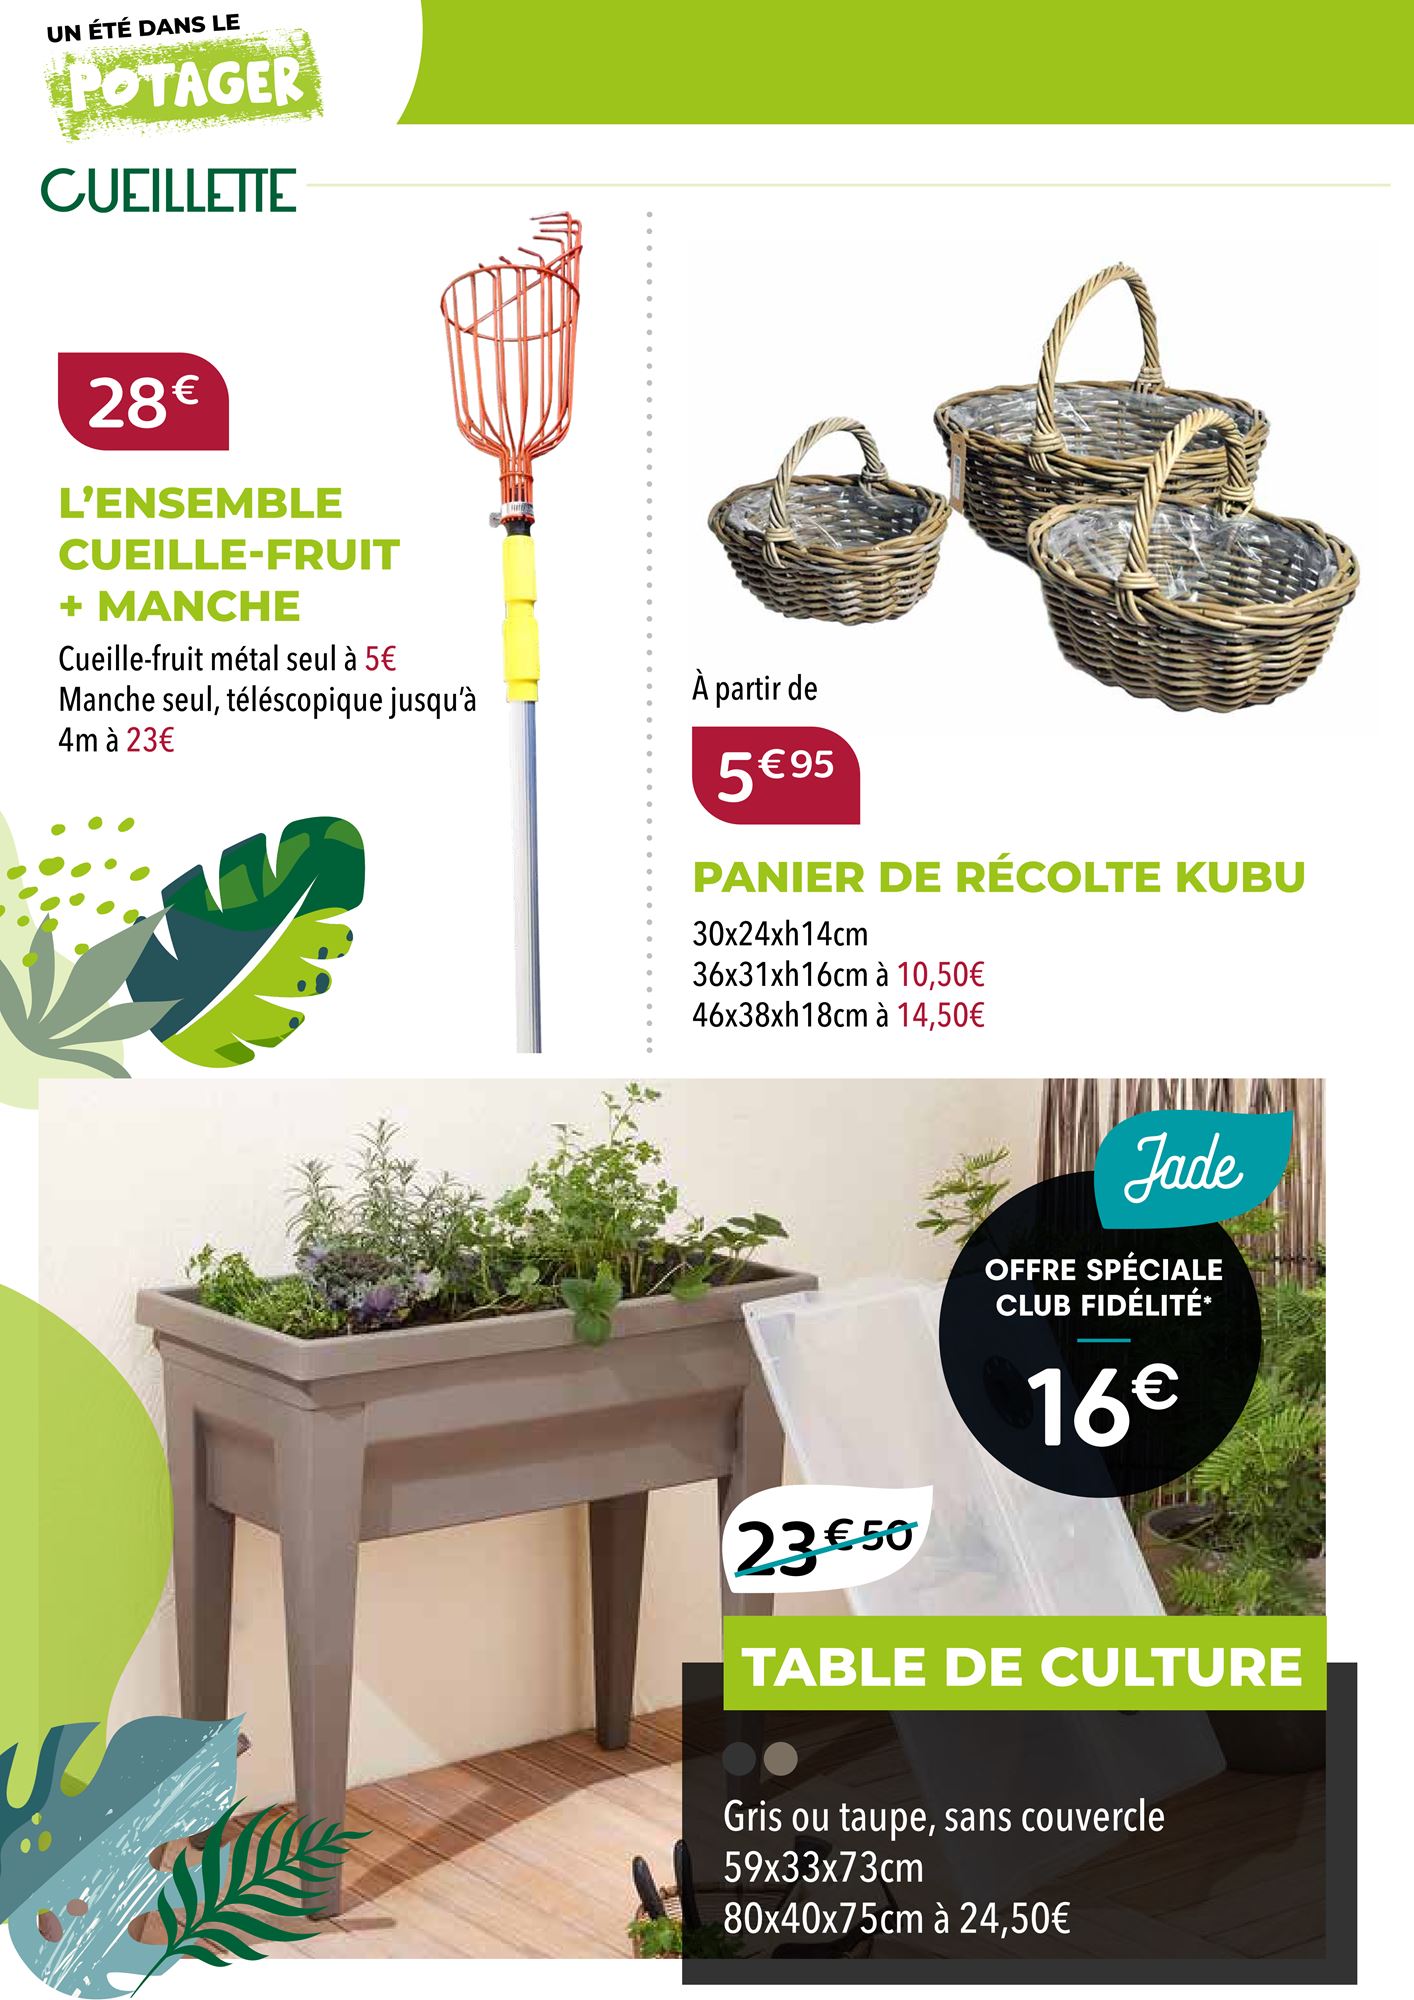 UN ÉTÉ DANS LE
POTAGER
CUEILLETTE
28€
L’ENSEMBLE
CUEILLE-FRUIT
+ MANCHE
Cueille-fruit métal seul à 5€
Manche seul, téléscopique jusqu’à
4m à 23€
À partir de
5€95
PANIER DE RÉCOLTE KUBU
30x24xh14cm
36x31xh16cm à 10,50€
46x38xh18cm à 14,50€
Jade
OFFRE SPÉCIALE
CLUB FIDÉLITÉ*
16€
23€50
TABLE DE CULTURE
Gris ou taupe, sans couvercle
59x33x73cm
80x40x75cm à 24,50€